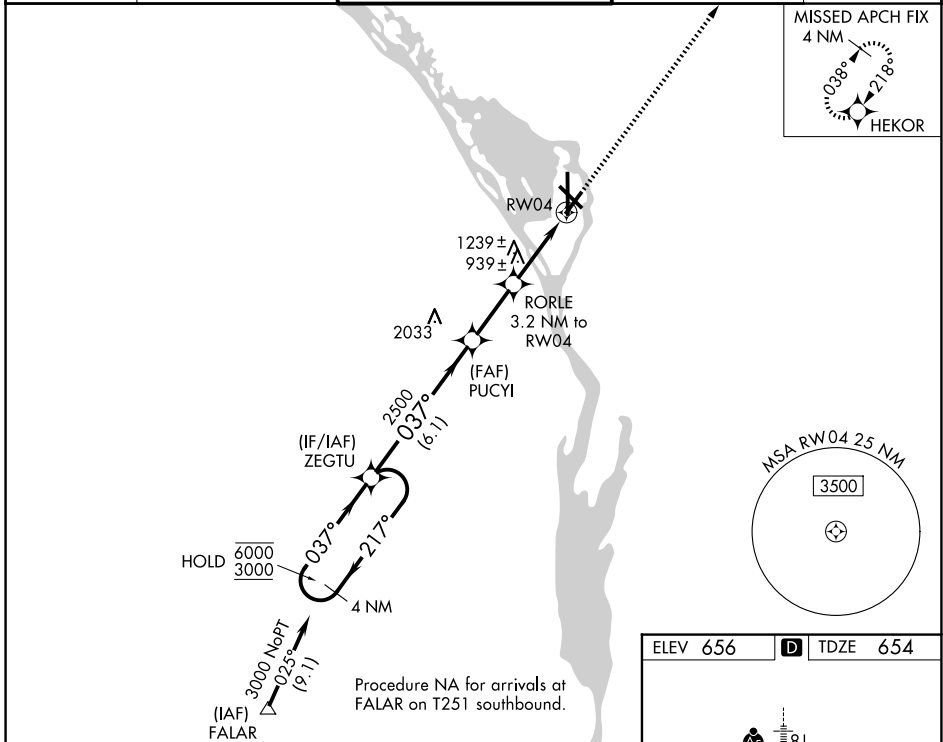 MISSED APCH FIX
4 NM
038°
218°
HEKOR
RW04
1239±
939±
RORLE
3.2 NM to
RW04
2033
(FAF)
PUCYI
2500
037°
(6.1)
(IF/IAF)
ZEGTU
MSA RW04 25 NM
3500
037°
217°
HOLD 6000
3000
4 NM
3000 NoPT
025°
(9.1)
(IAF)
FALAR
Procedure NA for arrivals at
FALAR on T251 southbound.
ELEV 656 D TDZE 654